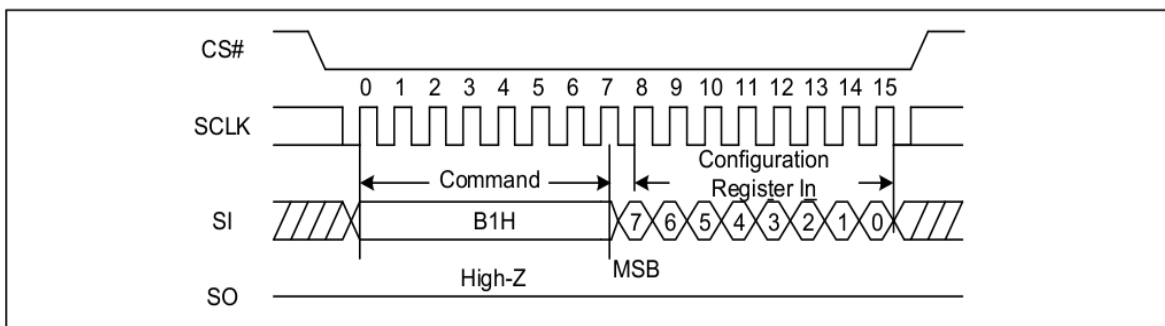 CS#
0 1 2 3 4 5 6 7 8 9 10 11 12 13 14 15
SCLK
Command
Configuration
Register In
SI
B1H
7 6 5 4 3 2 1 0
High-Z
MSB
SO